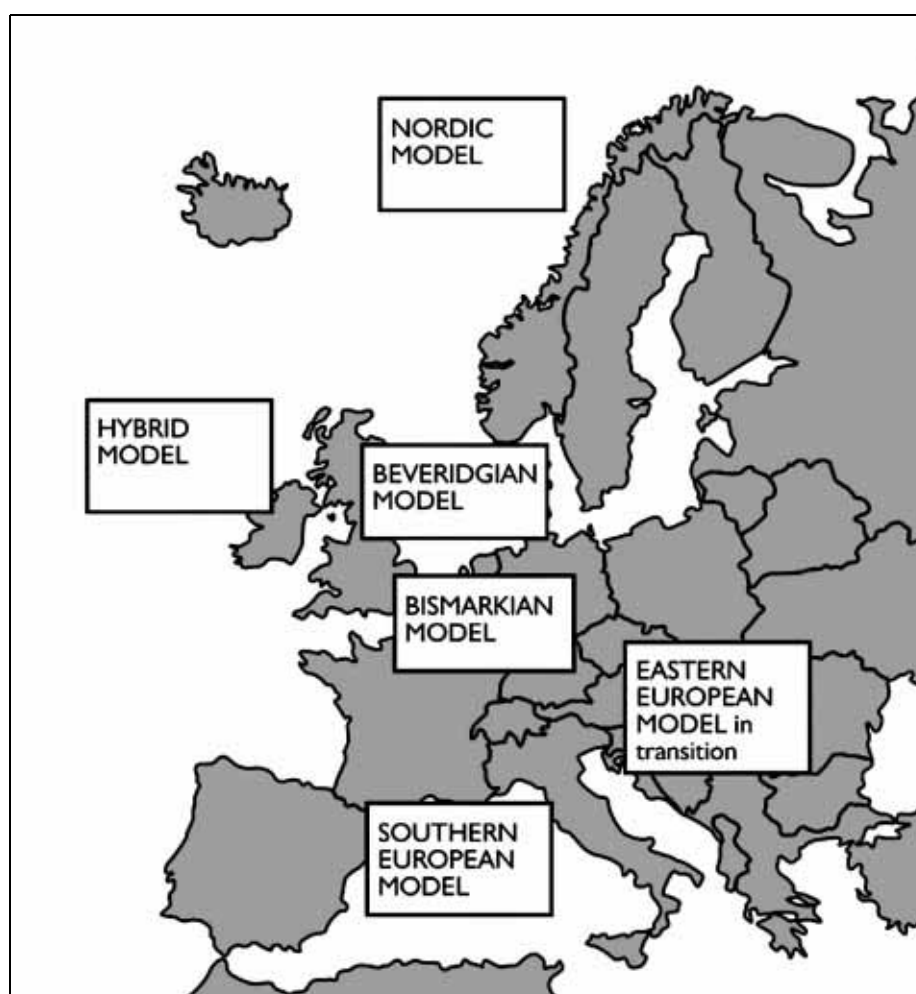 NORDIC
MODEL
HYBRID
MODEL
BEVERIDGIAN
MODEL
BISMARKIAN
MODEL
EASTERN
EUROPEAN
MODEL in
transition
SOUTHERN
EUROPEAN
MODEL